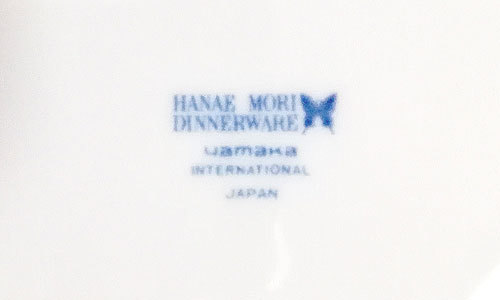 HANAE MORI
DINNERWARE
yamaka
INTERNATIONAL
JAPAN